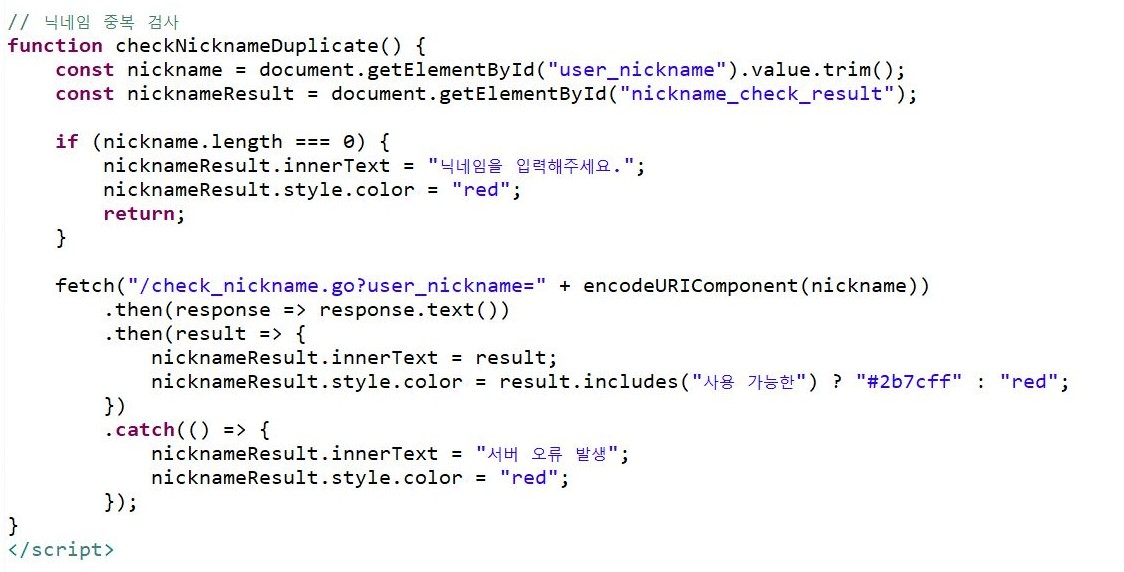 // 닉네임 중복 검사
function checkNicknameDuplicate() {
    const nickname = document.getElementById("user_nickname").value.trim();
    const nicknameResult = document.getElementById("nickname_check_result");

    if (nickname.length === 0) {
        nicknameResult.innerText = "닉네임을 입력해주세요.";
        nicknameResult.style.color = "red";
        return;
    }

    fetch("/check_nickname.go?user_nickname=" + encodeURIComponent(nickname))
        .then(response => response.text())
        .then(result => {
            nicknameResult.innerText = result;
            nicknameResult.style.color = result.includes("사용 가능한") ? "#2b7cff" : "red";
        })
        .catch(() => {
            nicknameResult.innerText = "서버 오류 발생";
            nicknameResult.style.color = "red";
        });
}
</script>